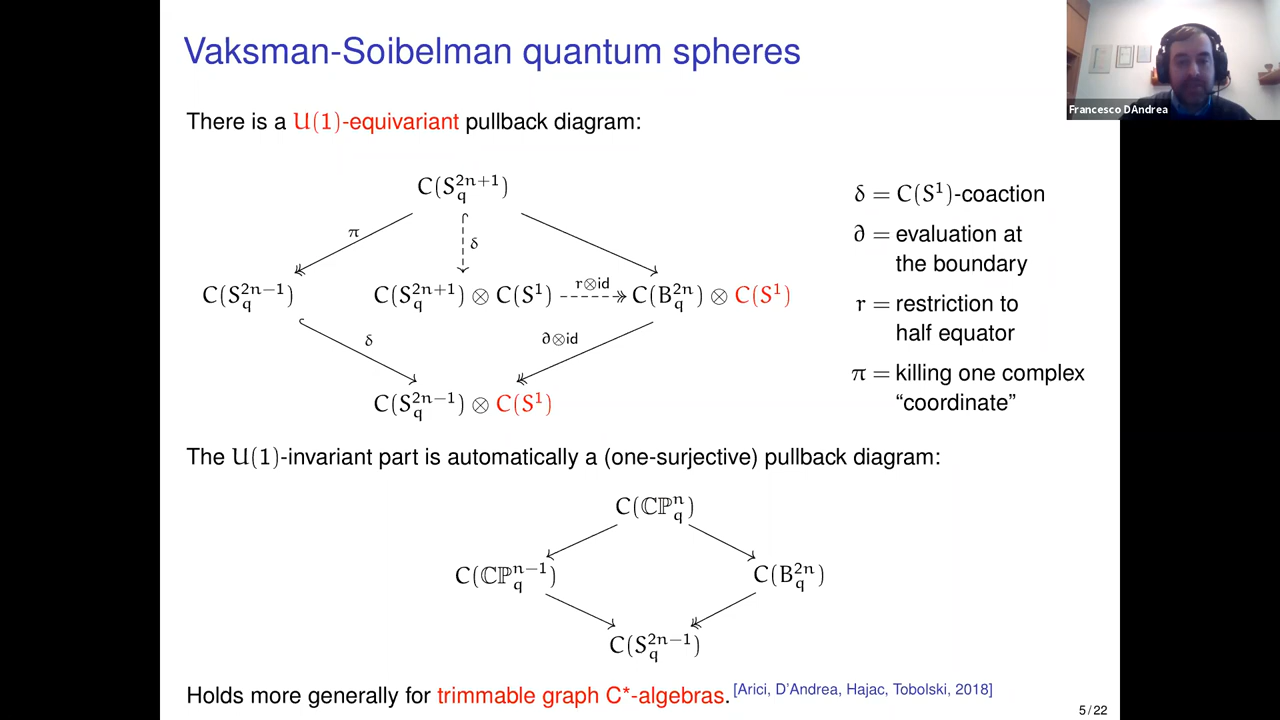 Vaksman-Soibelman quantum spheres
Francesco DAndrea
There is a U(1)-equivariant pullback diagram:
C(S_q^{2n+1})
π
δ
C(S_q^{2n−1})
C(S_q^{2n+1}) ⊗ C(S^1)
r⊗id
C(B_q^{2n}) ⊗ C(S^1)
δ
∂⊗id
C(S_q^{2n−1}) ⊗ C(S^1)
δ = C(S^1)-coaction
∂ = evaluation at
the boundary
r = restriction to
half equator
π = killing one complex
“coordinate”
The U(1)-invariant part is automatically a (one-surjective) pullback diagram:
C(ℂℙ_q^n)
C(ℂℙ_q^{n−1})
C(B_q^{2n})
C(S_q^{2n−1})
Holds more generally for trimmable graph C*-algebras. [Arici, D'Andrea, Hajac, Tobolski, 2018]
5 / 22